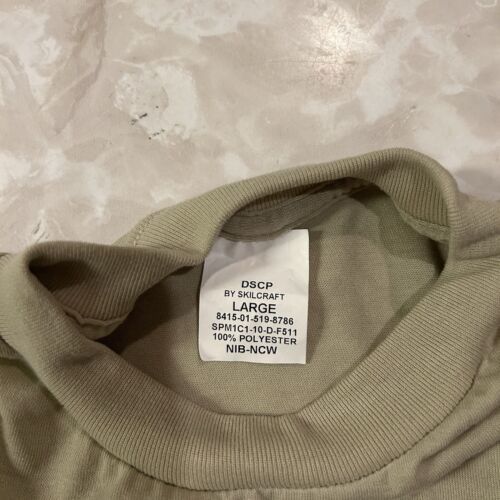 DSCP
BY SKILCRAFT
LARGE
8415-01-519-8786
SPM1C1-10-D-F511
100% POLYESTER
NIB-NCW